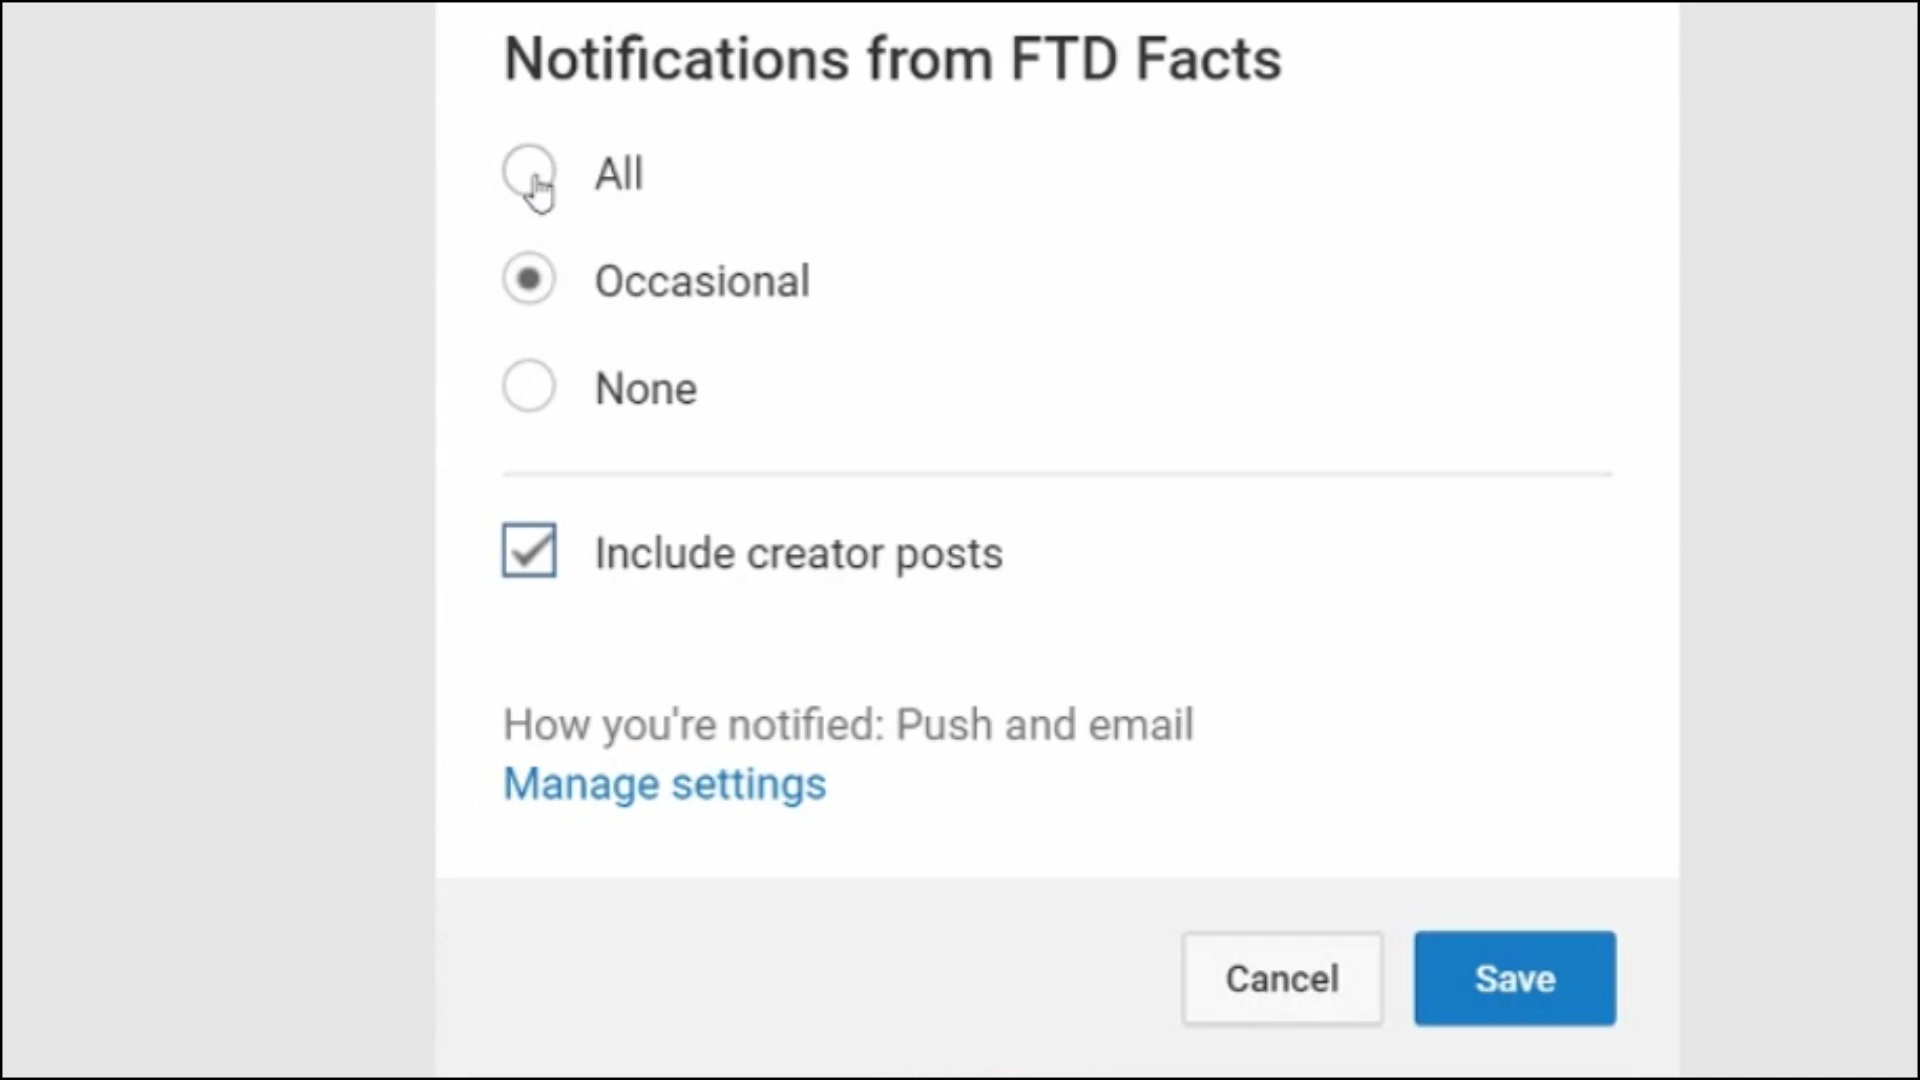 Notifications from FTD Facts
All
Occasional
None
Include creator posts
How you're notified: Push and email
Manage settings
Cancel
Save